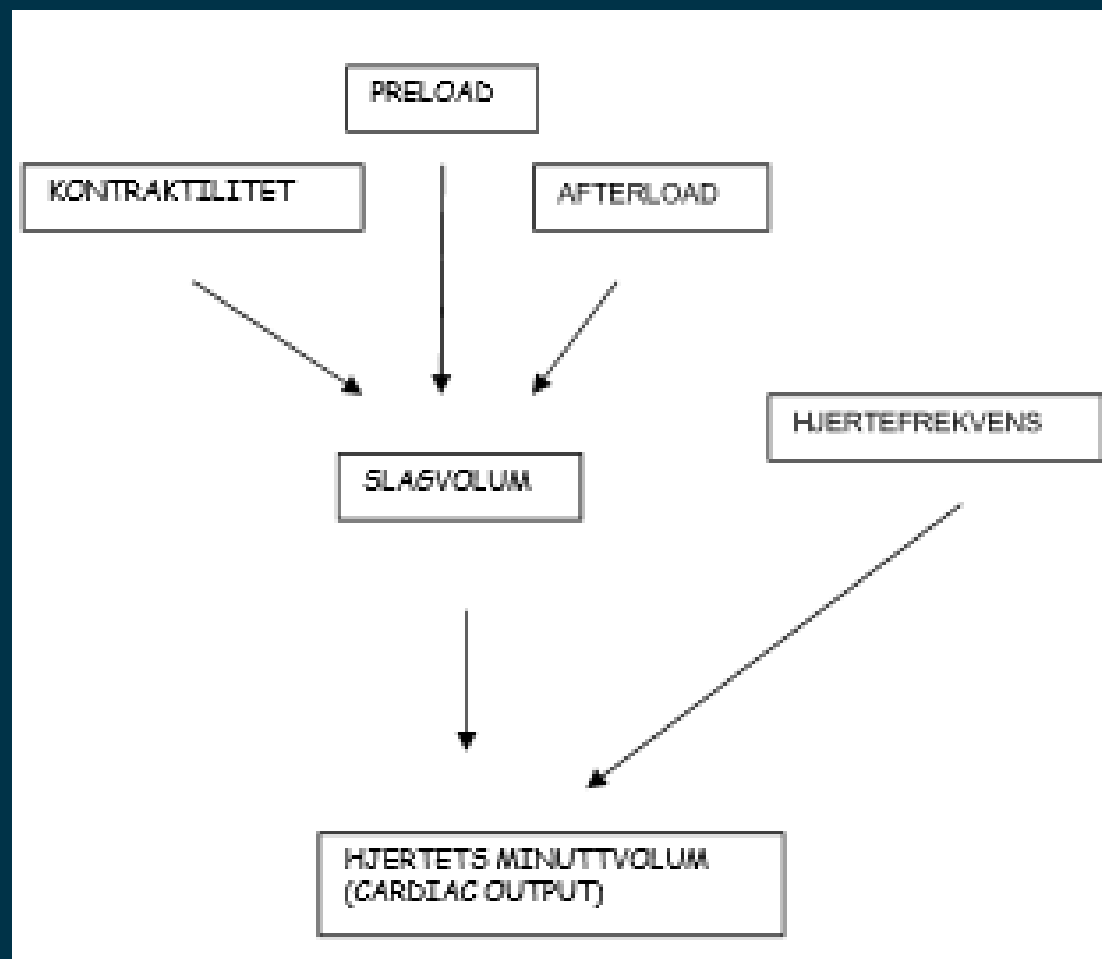 PRELOAD
KONTRAKTILITET
AFTERLOAD
HJERTEFREKVENS
SLAGVOLUM
HJERTETS MINUTTVOLUM
(CARDIAC OUTPUT)